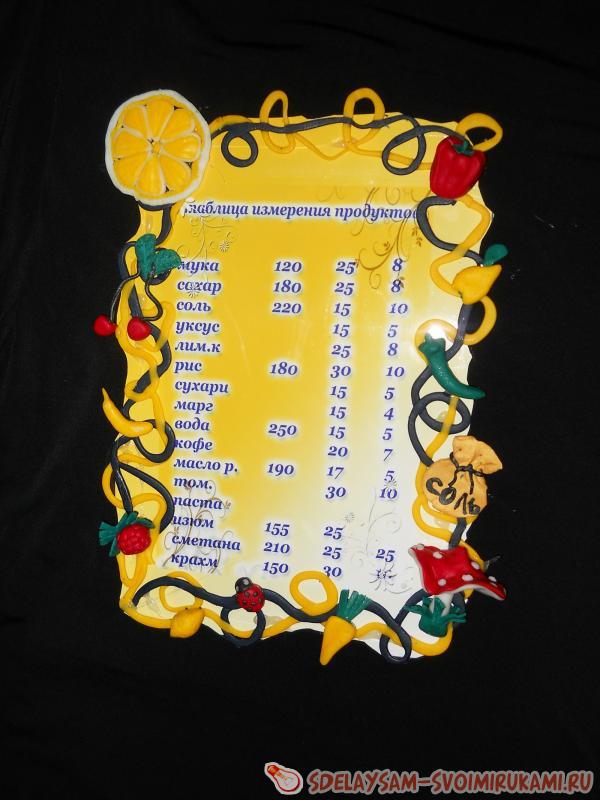 таблица измерения продуктов
мука 120 25 8
сахар 180 25 8
соль 220 15 10
уксус 15 5
лим.к 25 8
рис 180 30 10
сухари 15 5
марг 15 4
вода 250 15 5
кофе 20 7
масло р. 190 17 5
том. 30 10
паста
изюм 155 25
сметана 210 25 25
крахм 150 30
СОЛЬ
SDELAYSAM-SVOIMIRUKAMI.RU